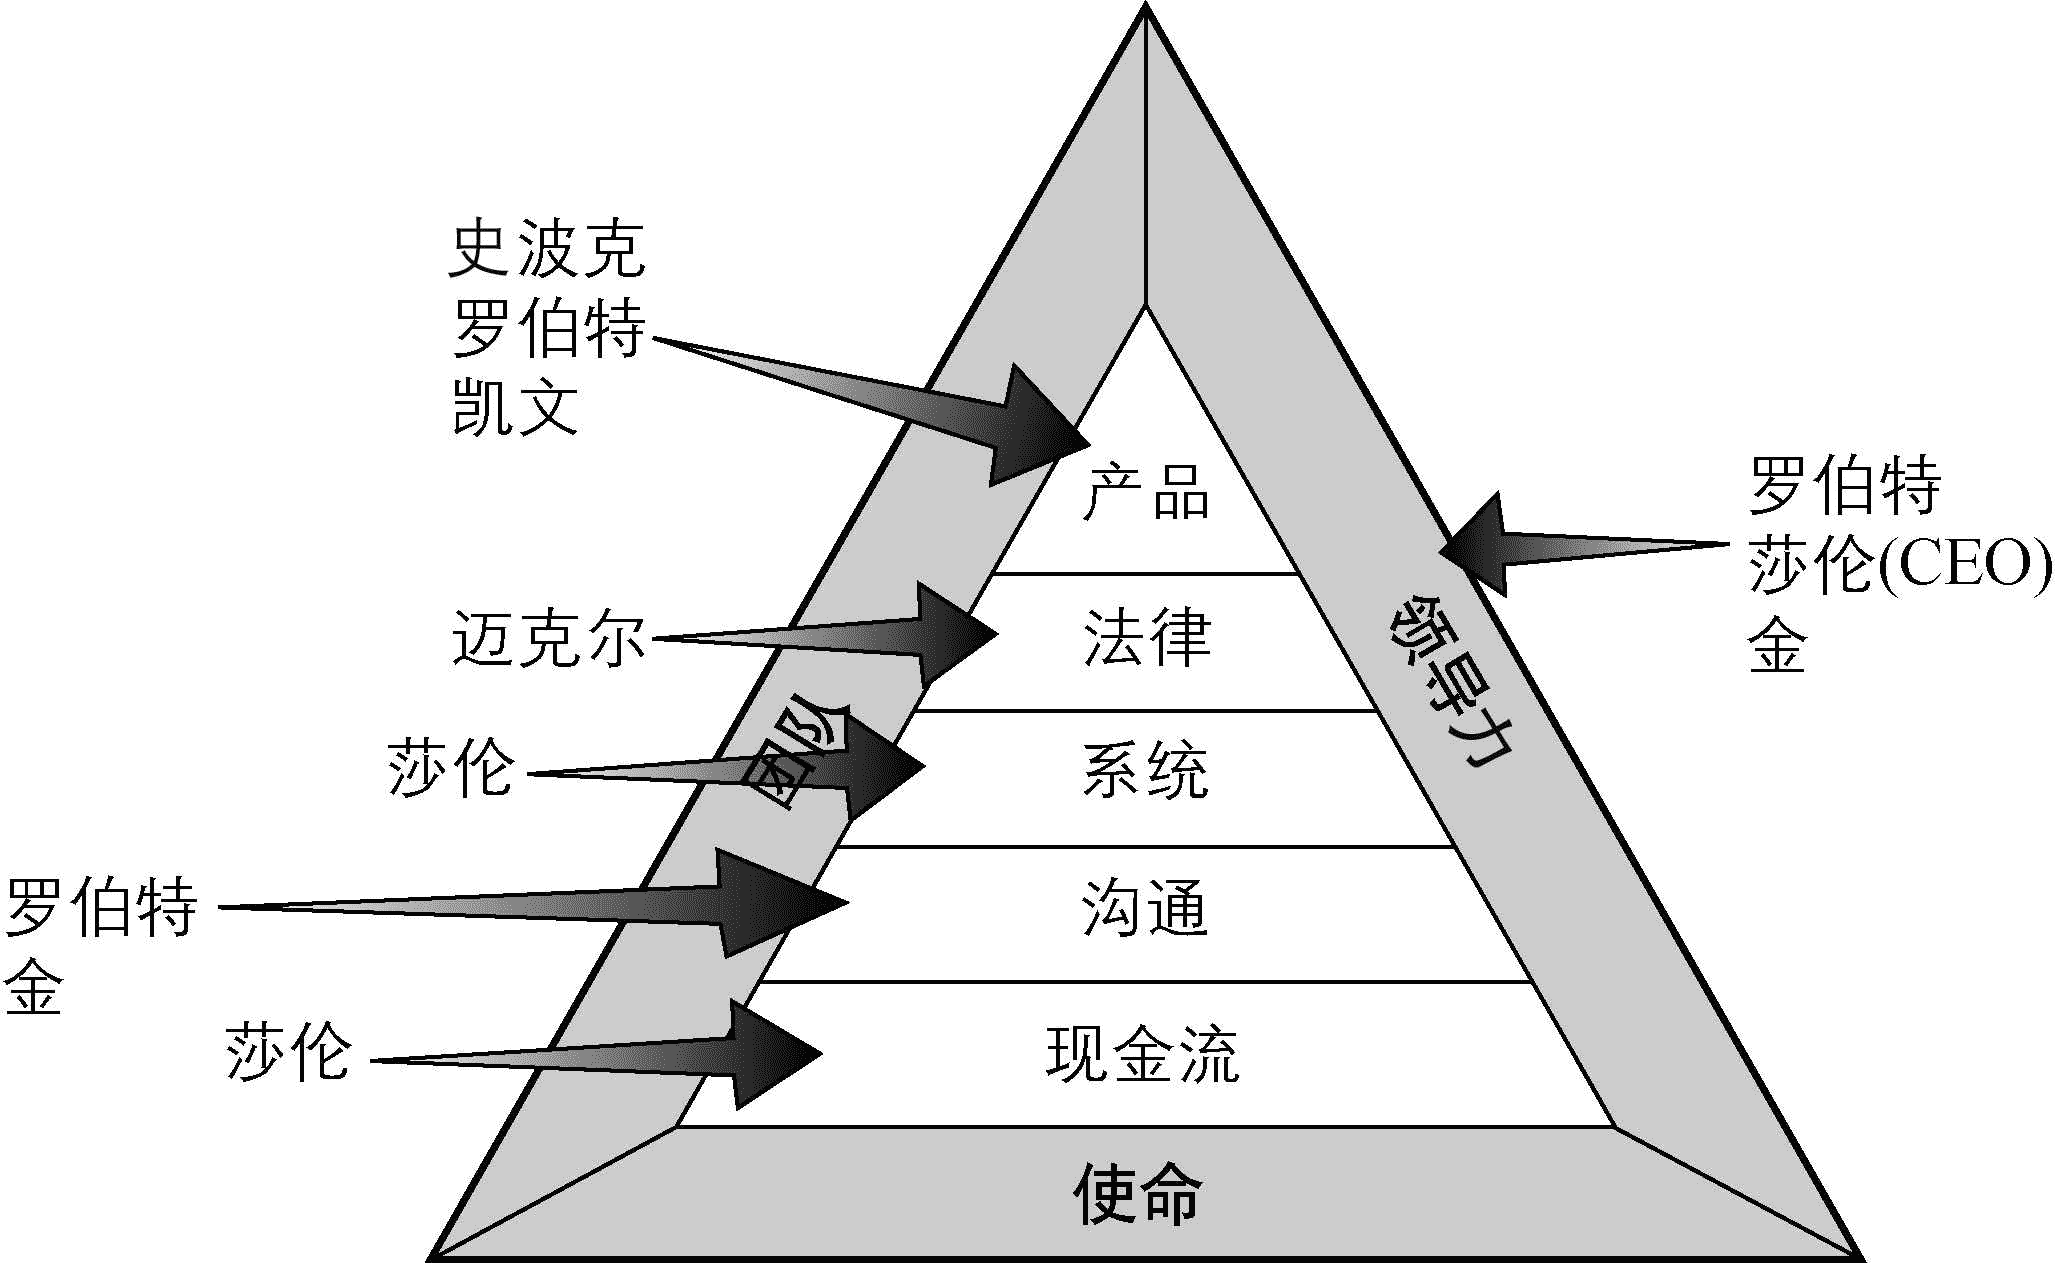 史波克
罗伯特
凯文
产品
罗伯特
莎伦(CEO)
金
领导力
迈克尔
法律
团队
莎伦
系统
罗伯特
金
沟通
莎伦
现金流
使命